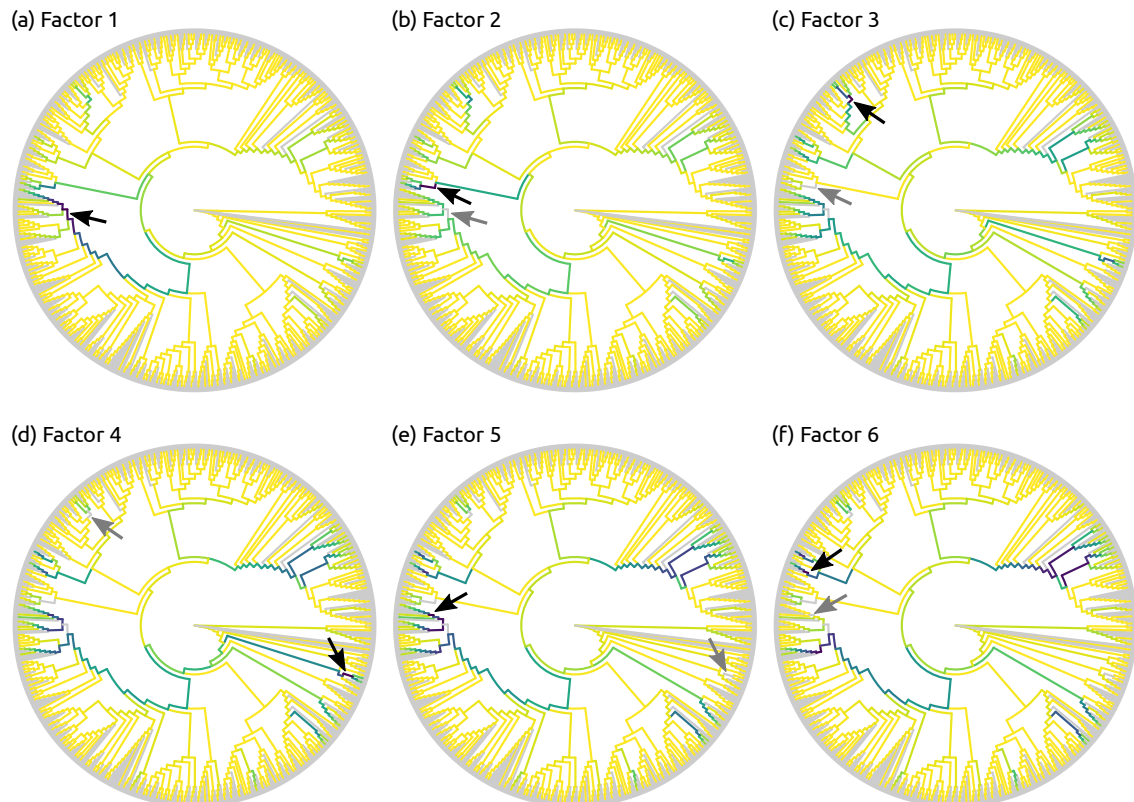 (a) Factor 1
(b) Factor 2
(c) Factor 3
(d) Factor 4
(e) Factor 5
(f) Factor 6